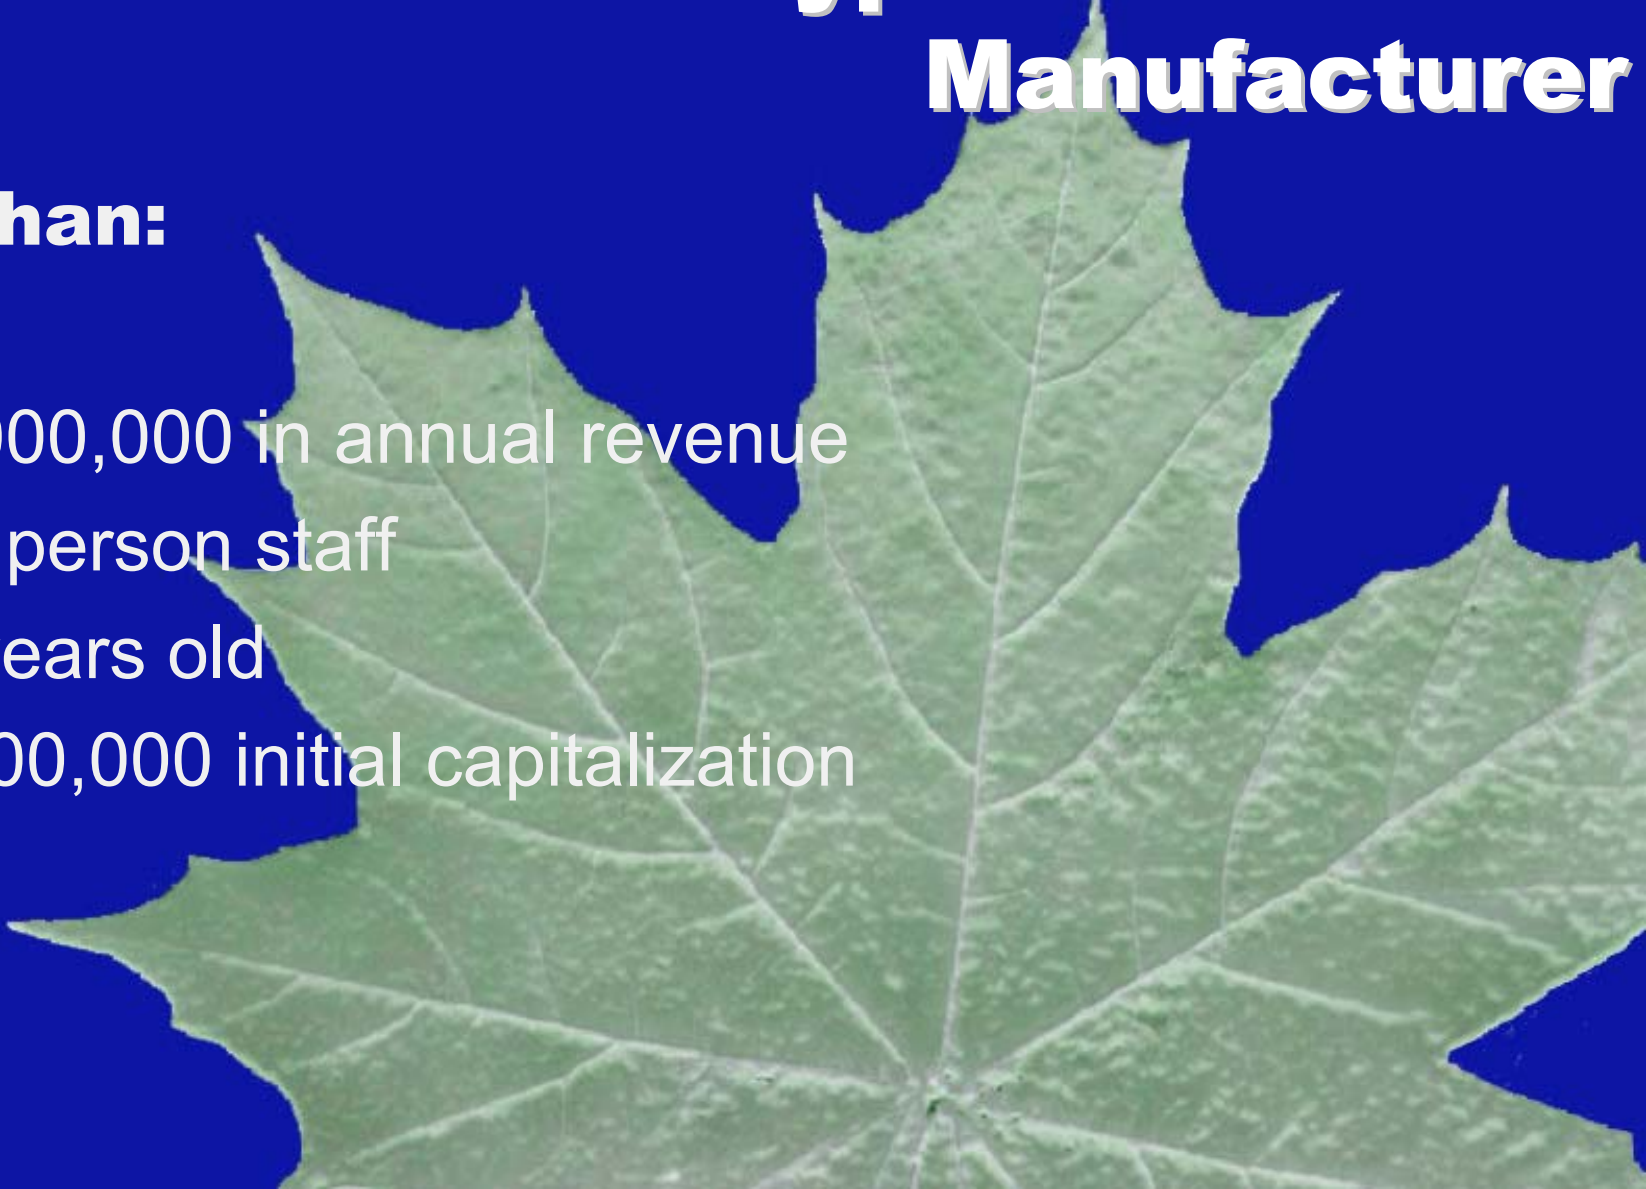 Manufacturer
han:
00,000 in annual revenue
person staff
ears old
00,000 initial capitalization